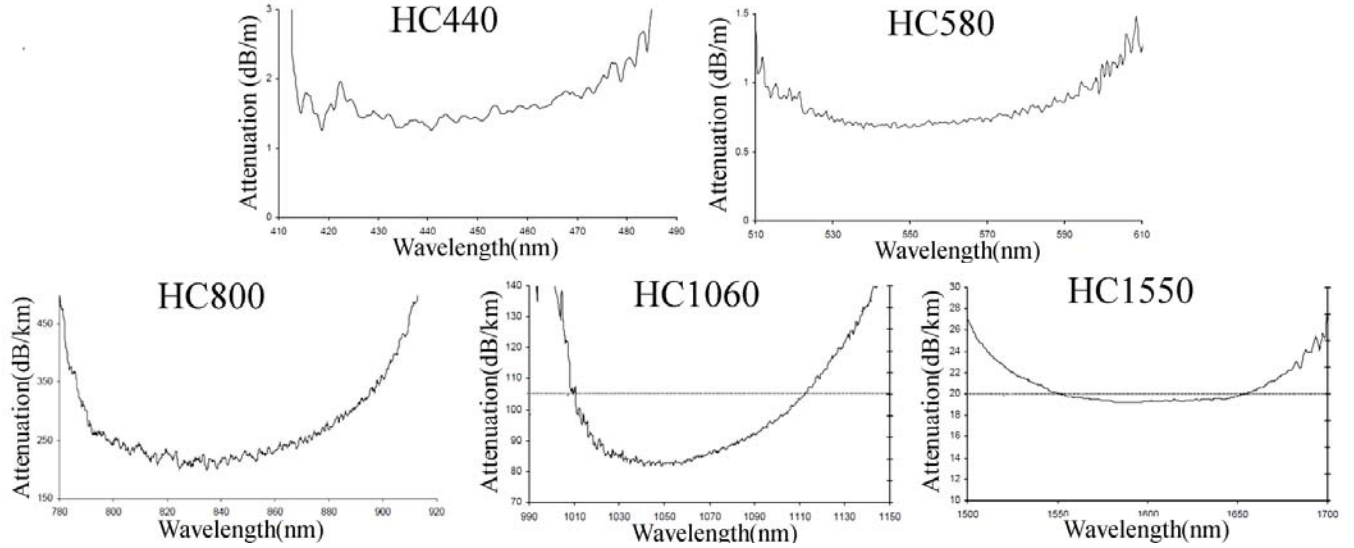 HC440
Attenuation (dB/m)
3
2
1
0
410 420 430 440 450 460 470 480 490
Wavelength(nm)
HC580
Attenuation (dB/m)
1.5
1
0.5
0
510 530 550 570 590 610
Wavelength(nm)
HC800
Attenuation(dB/km)
450
350
250
150
780 800 820 840 860 880 900 920
Wavelength(nm)
HC1060
Attenuation(dB/km)
140
130
120
110
100
90
80
70
990 1010 1030 1050 1070 1090 1110 1130 1150
Wavelength(nm)
HC1550
Attenuation(dB/km)
30
28
26
24
22
20
18
16
14
12
10
1500 1550 1600 1650 1700
Wavelength(nm)